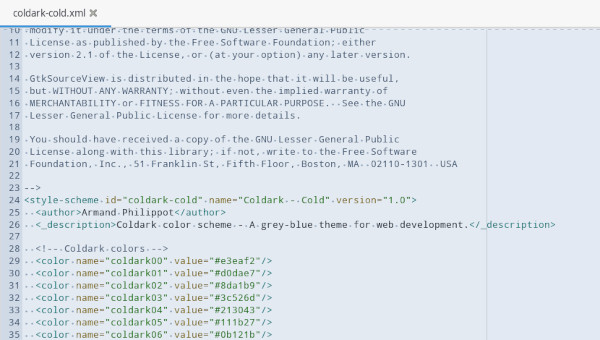 coldark-cold.xml
10 modify it under the terms of the GNU Lesser General Public
11 License as published by the Free Software Foundation; either
12 version 2.1 of the License, or (at your option) any later version.
13
14 GtkSourceView is distributed in the hope that it will be useful,
15 but WITHOUT ANY WARRANTY; without even the implied warranty of
16 MERCHANTABILITY or FITNESS FOR A PARTICULAR PURPOSE.  See the GNU
17 Lesser General Public License for more details.
18
19 You should have received a copy of the GNU Lesser General Public
20 License along with this library; if not, write to the Free Software
21 Foundation, Inc., 51 Franklin St, Fifth Floor, Boston, MA  02110-1301  USA
22
23 -->
24 <style-scheme id="coldark-cold" name="Coldark - Cold" version="1.0">
25   <author>Armand Philippot</author>
26   <_description>Coldark color scheme - A grey-blue theme for web development.</_description>
27
28   <!-- Coldark colors -->
29   <color name="coldark00" value="#e3eaf2"/>
30   <color name="coldark01" value="#d0dae7"/>
31   <color name="coldark02" value="#8da1b9"/>
32   <color name="coldark03" value="#3c526d"/>
33   <color name="coldark04" value="#213043"/>
34   <color name="coldark05" value="#111b27"/>
35   <color name="coldark06" value="#0b121b"/>